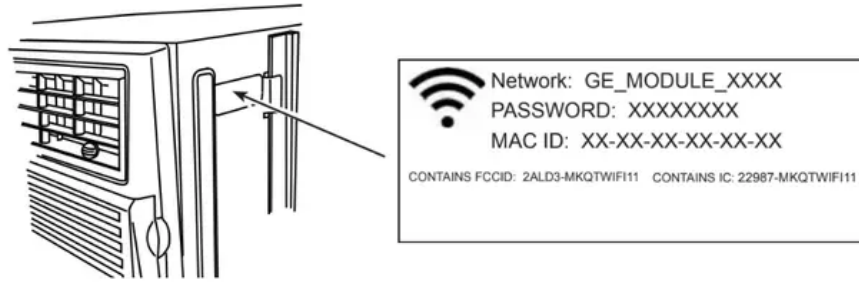 Network: GE_MODULE_XXXX
PASSWORD: XXXXXXXX
MAC ID: XX-XX-XX-XX-XX-XX
CONTAINS FCCID: 2ALD3-MKQTWIFI11 CONTAINS IC: 22987-MKQTWIFI11